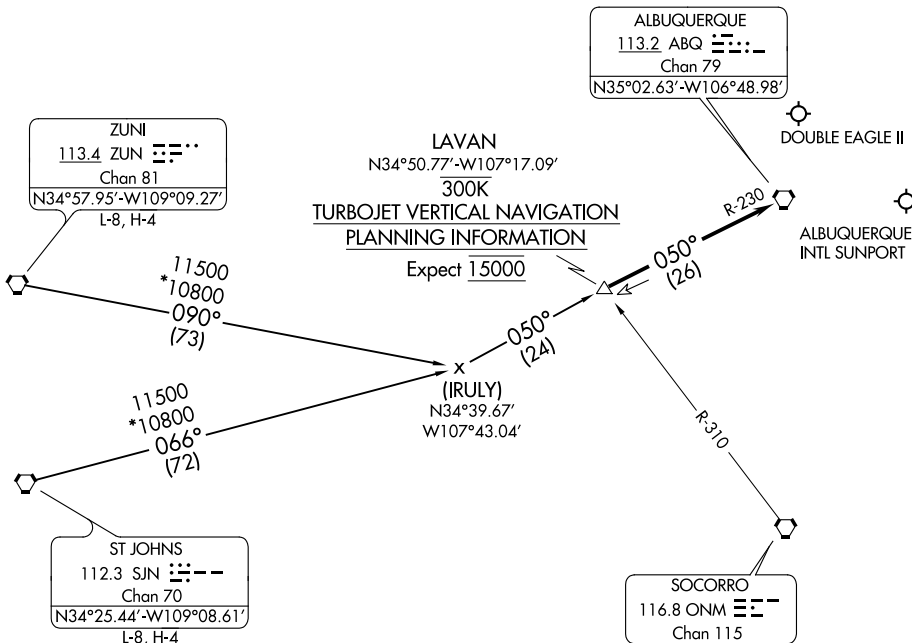 ALBUQUERQUE
113.2 ABQ
Chan 79
N35°02.63'-W106°48.98'
DOUBLE EAGLE II
ZUNI
113.4 ZUN
Chan 81
N34°57.95'-W109°09.27'
L-8, H-4
LAVAN
N34°50.77'-W107°17.09'
300K
TURBOJET VERTICAL NAVIGATION
PLANNING INFORMATION
Expect 15000
R-230
ALBUQUERQUE
INTL SUNPORT
050°
(26)
11500
*10800
090°
(73)
050°
(24)
X
(IRULY)
N34°39.67'
W107°43.04'
11500
*10800
066°
(72)
R-310
ST JOHNS
112.3 SJN
Chan 70
N34°25.44'-W109°08.61'
L-8, H-4
SOCORRO
116.8 ONM
Chan 115